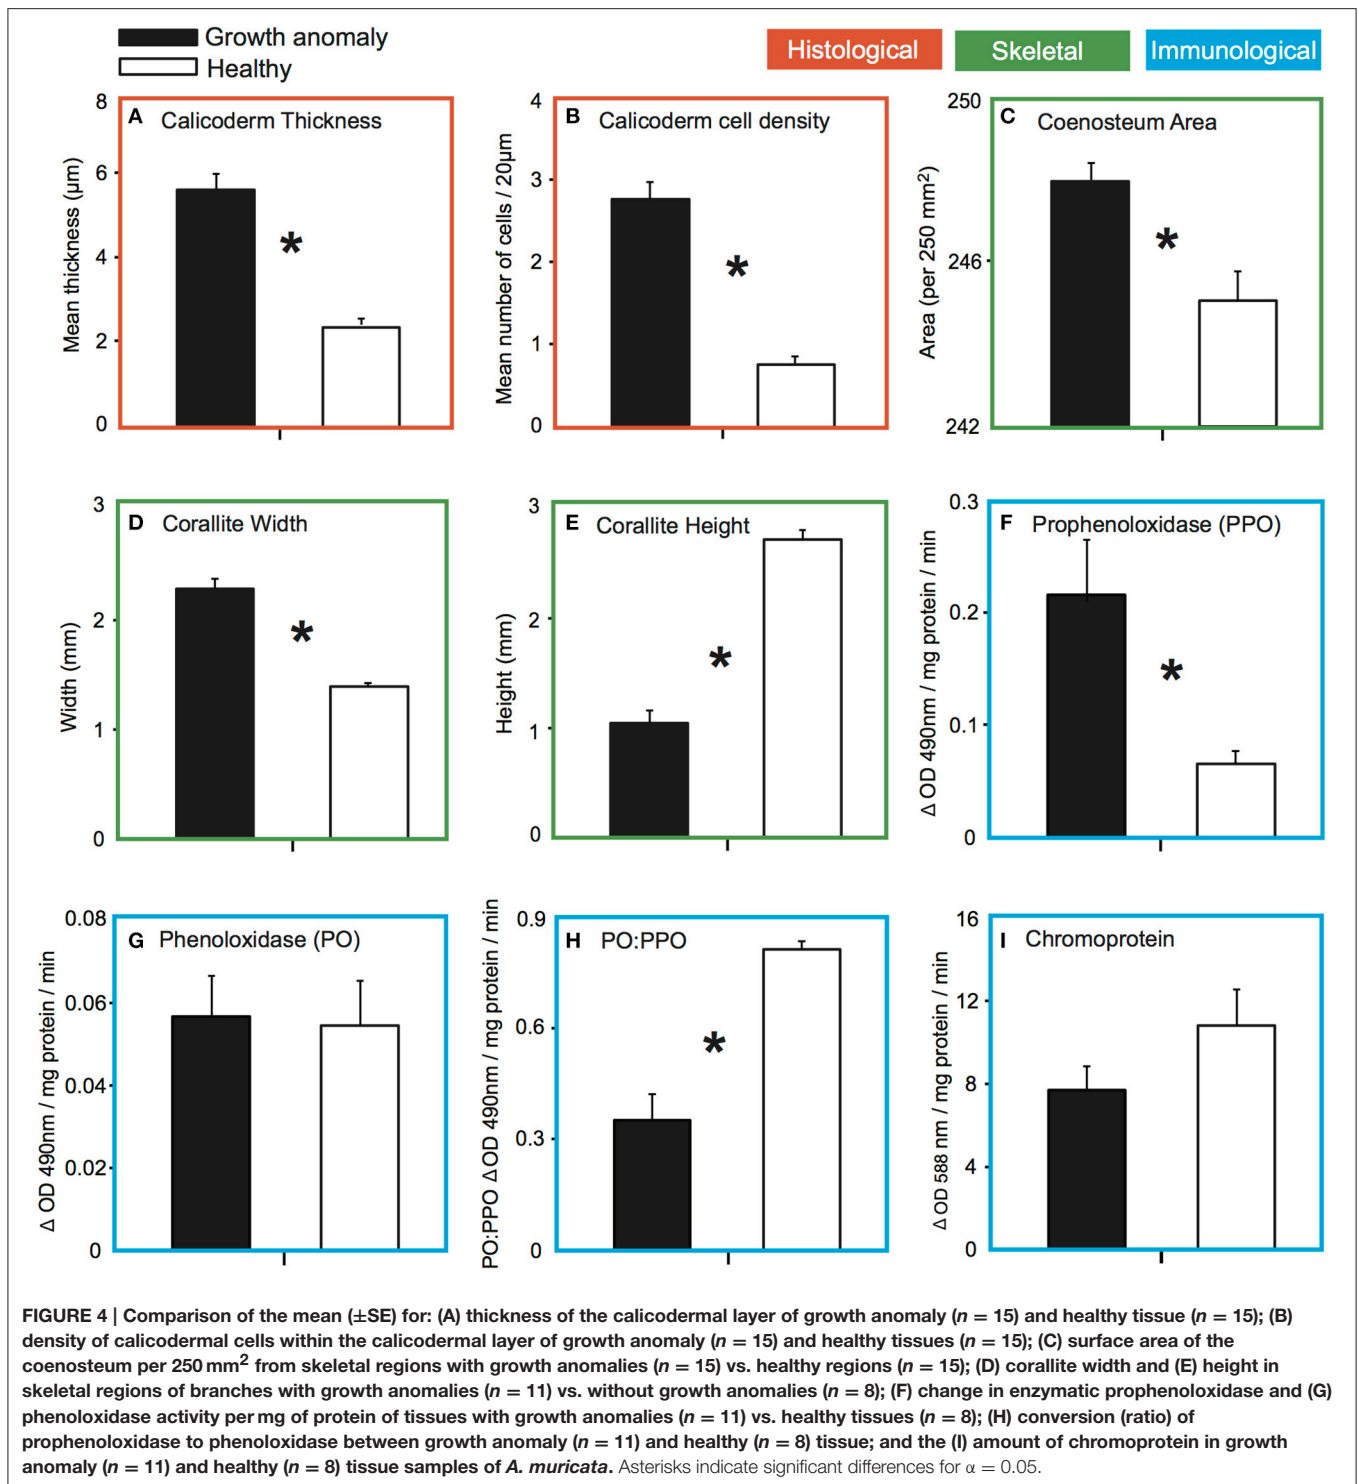 Growth anomaly
Healthy
Histological
Skeletal
Immunological
A Calicoderm Thickness
Mean thickness (μm)
8
6
4
2
0
*
B Calicoderm cell density
Mean number of cells / 20μm
4
3
2
1
0
*
C Coenosteum Area
Area (per 250 mm²)
250
246
242
*
D Corallite Width
Width (mm)
3
2
1
0
*
E Corallite Height
Height (mm)
3
2
1
0
*
F Prophenoloxidase (PPO)
Δ OD 490nm / mg protein / min
0.3
0.2
0.1
0
*
G Phenoloxidase (PO)
Δ OD 490nm / mg protein / min
0.08
0.06
0.04
0.02
0
H PO:PPO
PO:PPO Δ OD 490nm / mg protein / min
0.9
0.6
0.3
0
*
I Chromoprotein
Δ OD 588 nm / mg protein / min
16
12
8
4
0
FIGURE 4 | Comparison of the mean (±SE) for: (A) thickness of the calicodermal layer of growth anomaly (n = 15) and healthy tissue (n = 15); (B)
density of calicodermal cells within the calicodermal layer of growth anomaly (n = 15) and healthy tissues (n = 15); (C) surface area of the
coenosteum per 250 mm² from skeletal regions with growth anomalies (n = 15) vs. healthy regions (n = 15); (D) corallite width and (E) height in
skeletal regions of branches with growth anomalies (n = 11) vs. without growth anomalies (n = 8); (F) change in enzymatic prophenoloxidase and (G)
phenoloxidase activity per mg of protein of tissues with growth anomalies (n = 11) vs. healthy tissues (n = 8); (H) conversion (ratio) of
prophenoloxidase to phenoloxidase between growth anomaly (n = 11) and healthy (n = 8) tissue; and the (I) amount of chromoprotein in growth
anomaly (n = 11) and healthy (n = 8) tissue samples of A. muricata. Asterisks indicate significant differences for α = 0.05.